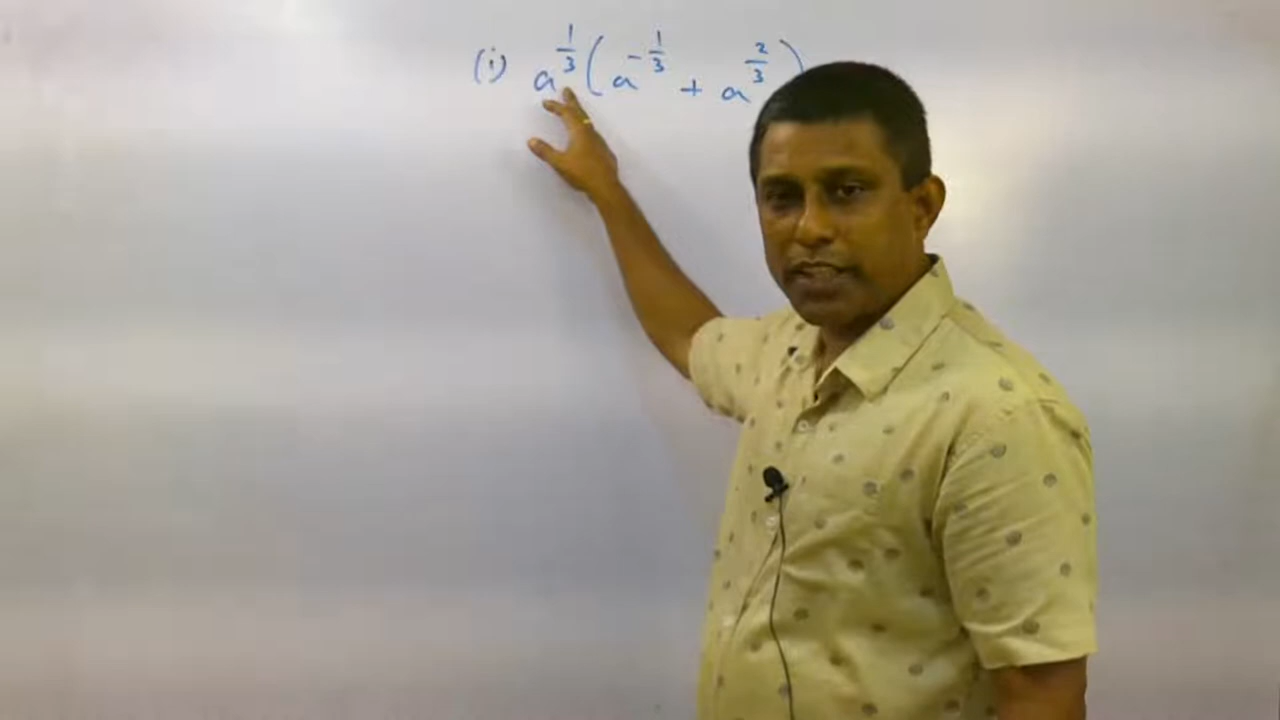 (i) a^{1/3} (a^{-1/3} + a^{2/3})